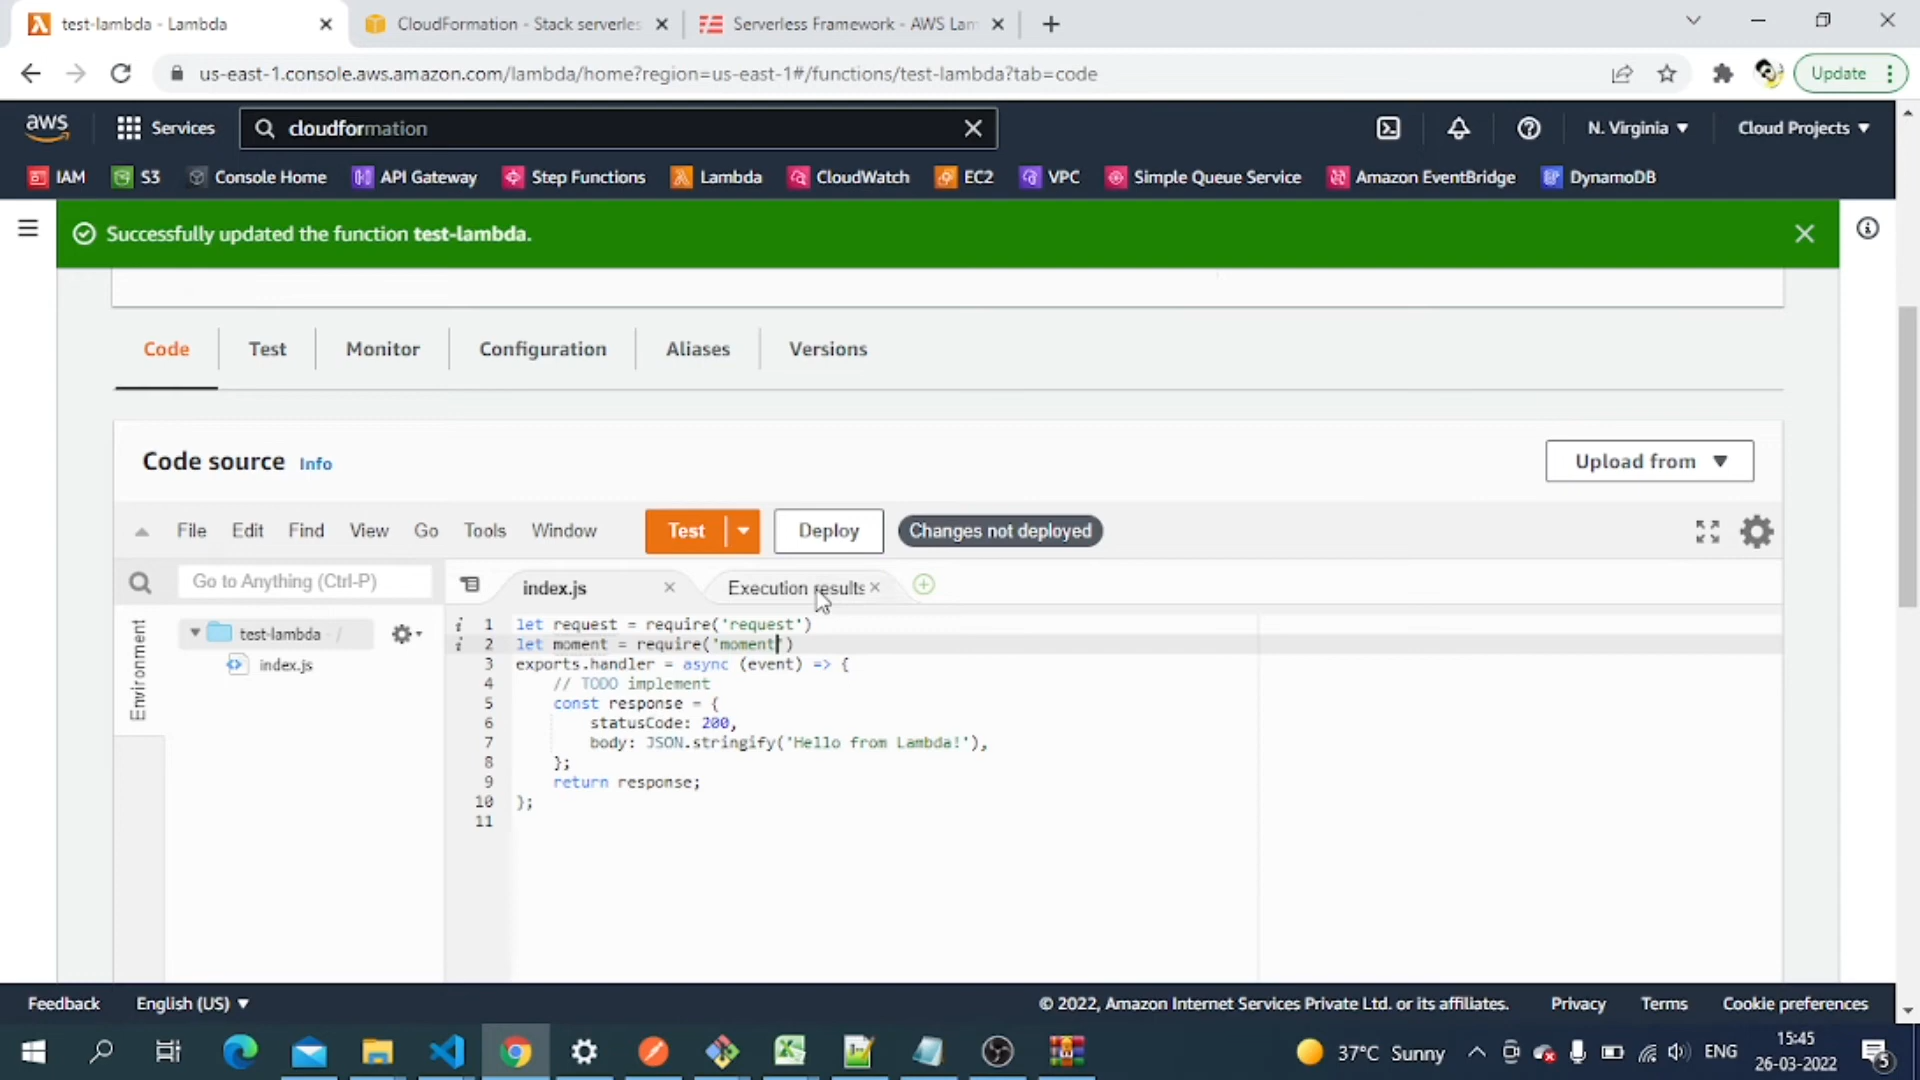 test-lambda - Lambda
CloudFormation - Stack serverles
Serverless Framework - AWS Lam
us-east-1.console.aws.amazon.com/lambda/home?region=us-east-1#/functions/test-lambda?tab=code
Update
aws
Services
cloudformation
N. Virginia
Cloud Projects
IAM
S3
Console Home
API Gateway
Step Functions
Lambda
CloudWatch
EC2
VPC
Simple Queue Service
Amazon EventBridge
DynamoDB
Successfully updated the function test-lambda.
Code
Test
Monitor
Configuration
Aliases
Versions
Code source Info
Upload from
File
Edit
Find
View
Go
Tools
Window
Test
Deploy
Changes not deployed
Go to Anything (Ctrl-P)
index.js
Execution results
Environment
test-lambda - /
index.js
1 let request = require('request')
2 let moment = require('moment')
3 exports.handler = async (event) => {
4 // TODO implement
5 const response = {
6 statusCode: 200,
7 body: JSON.stringify('Hello from Lambda!'),
8 };
9 return response;
10 };
11
Feedback
English (US)
© 2022, Amazon Internet Services Private Ltd. or its affiliates.
Privacy
Terms
Cookie preferences
37°C Sunny
ENG
15:45
26-03-2022
5